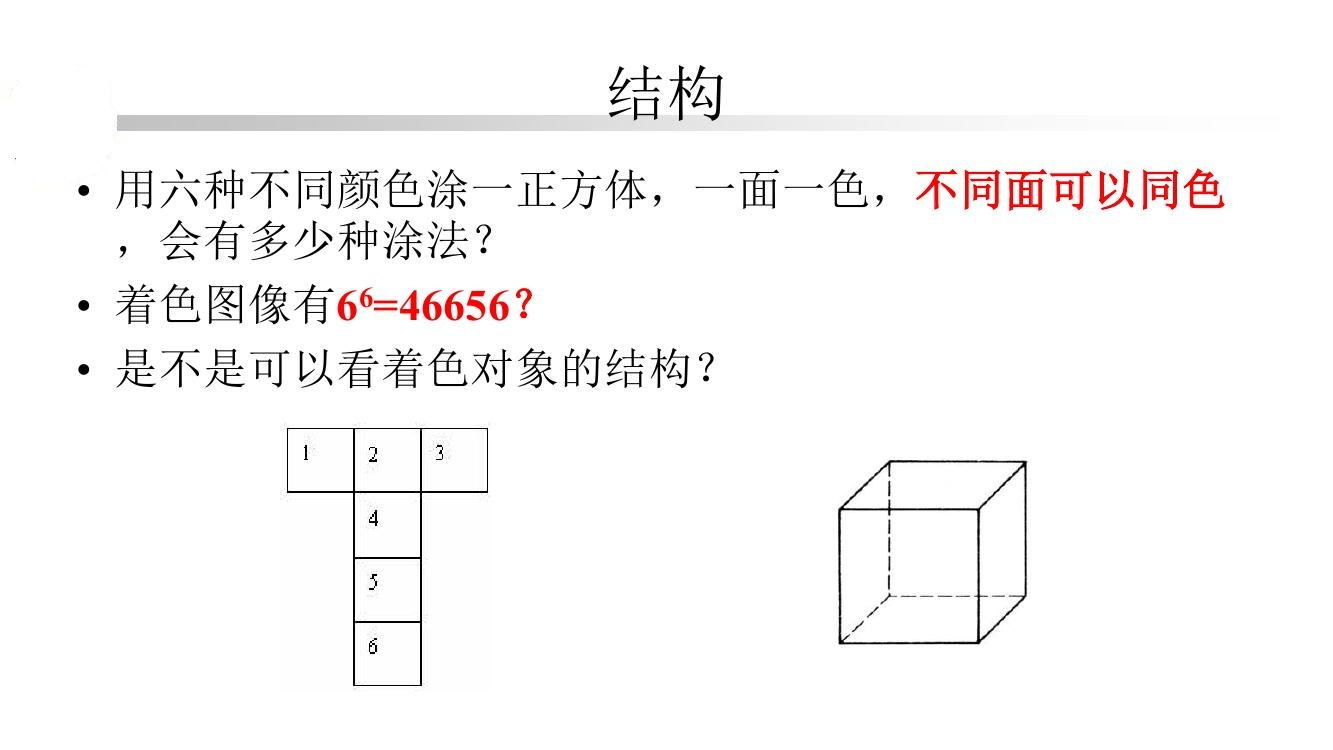 结构
• 用六种不同颜色涂一正方体，一面一色，不同面可以同色
，会有多少种涂法？
• 着色图像有6⁶=46656？
• 是不是可以看着色对象的结构？
1 2 3
4
5
6